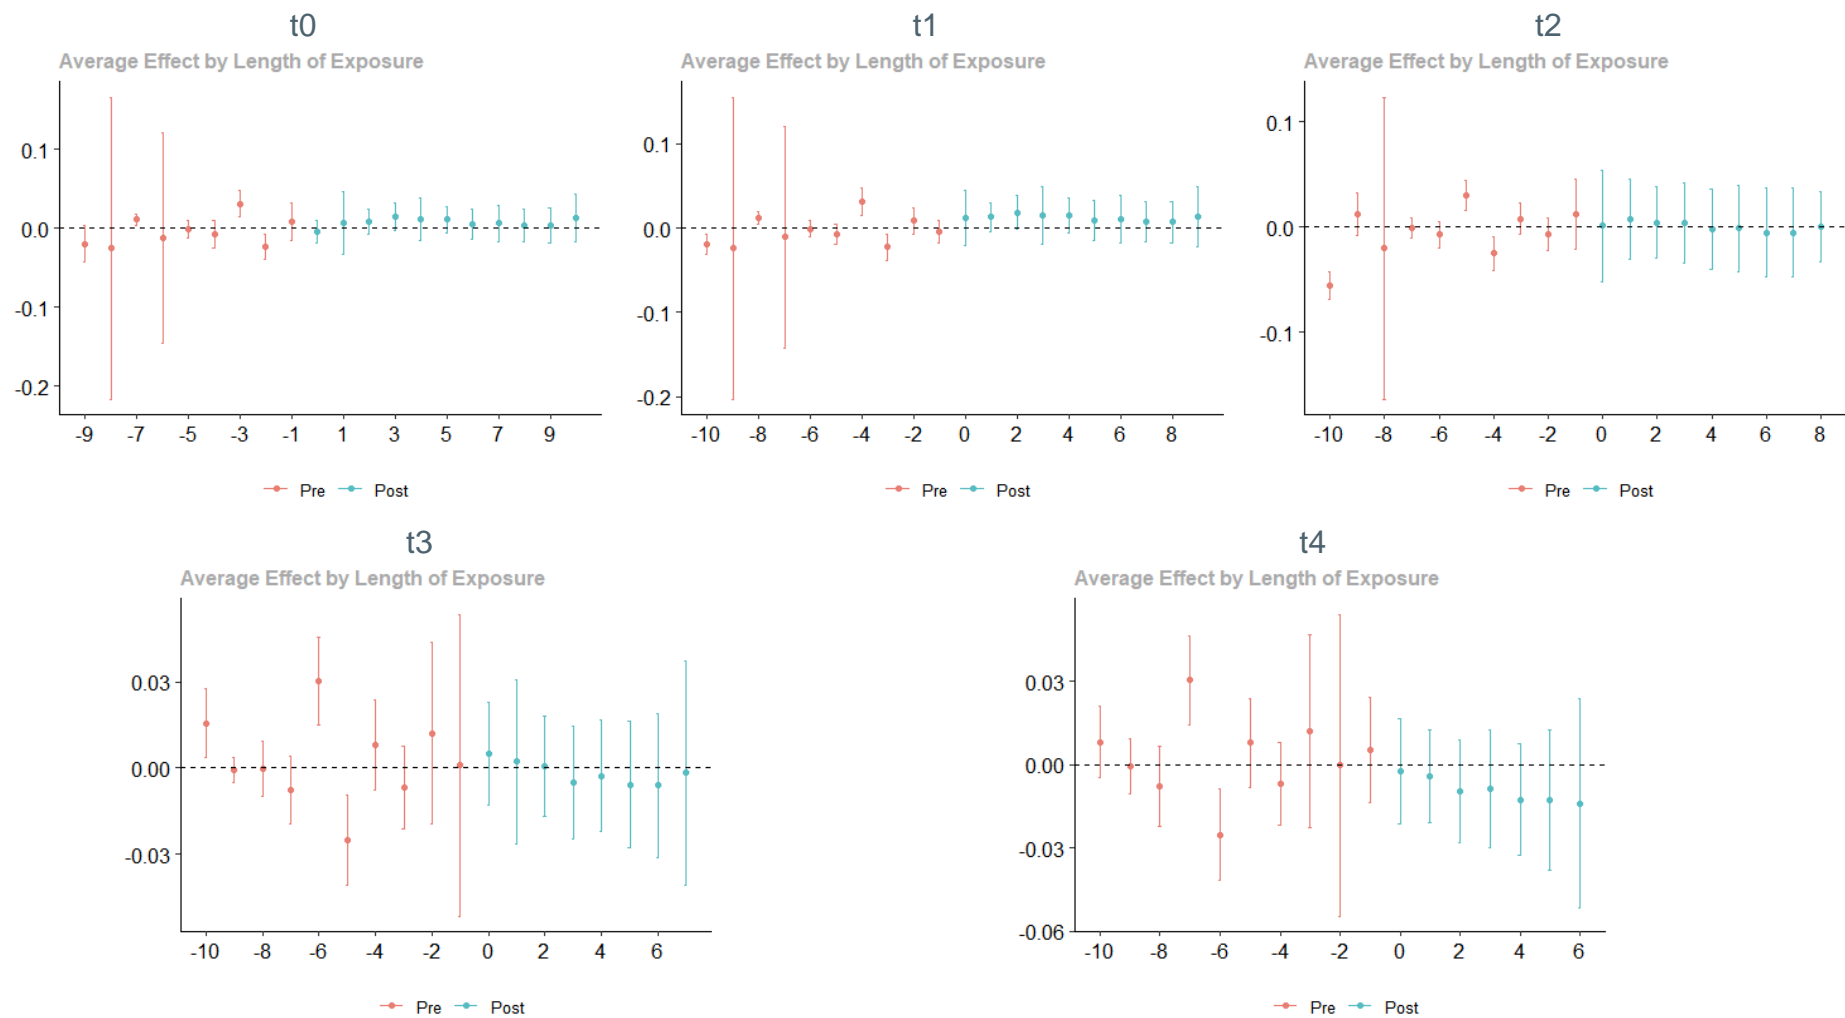 t0
Average Effect by Length of Exposure
0.1
0.0
-0.1
-0.2
-9 -7 -5 -3 -1 1 3 5 7 9
Pre Post
t1
Average Effect by Length of Exposure
0.1
0.0
-0.1
-0.2
-10 -8 -6 -4 -2 0 2 4 6 8
Pre Post
t2
Average Effect by Length of Exposure
0.1
0.0
-0.1
-10 -8 -6 -4 -2 0 2 4 6 8
Pre Post
t3
Average Effect by Length of Exposure
0.03
0.00
-0.03
-10 -8 -6 -4 -2 0 2 4 6
Pre Post
t4
Average Effect by Length of Exposure
0.03
0.00
-0.03
-0.06
-10 -8 -6 -4 -2 0 2 4 6
Pre Post